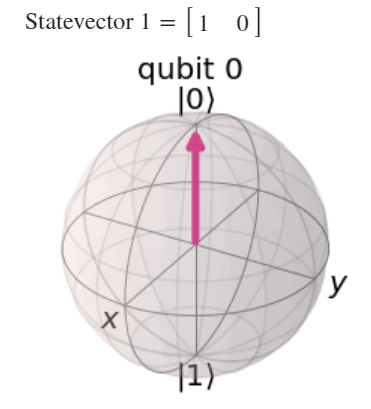 Statevector 1 = [1 0]
qubit 0
|0⟩
y
x
|1⟩